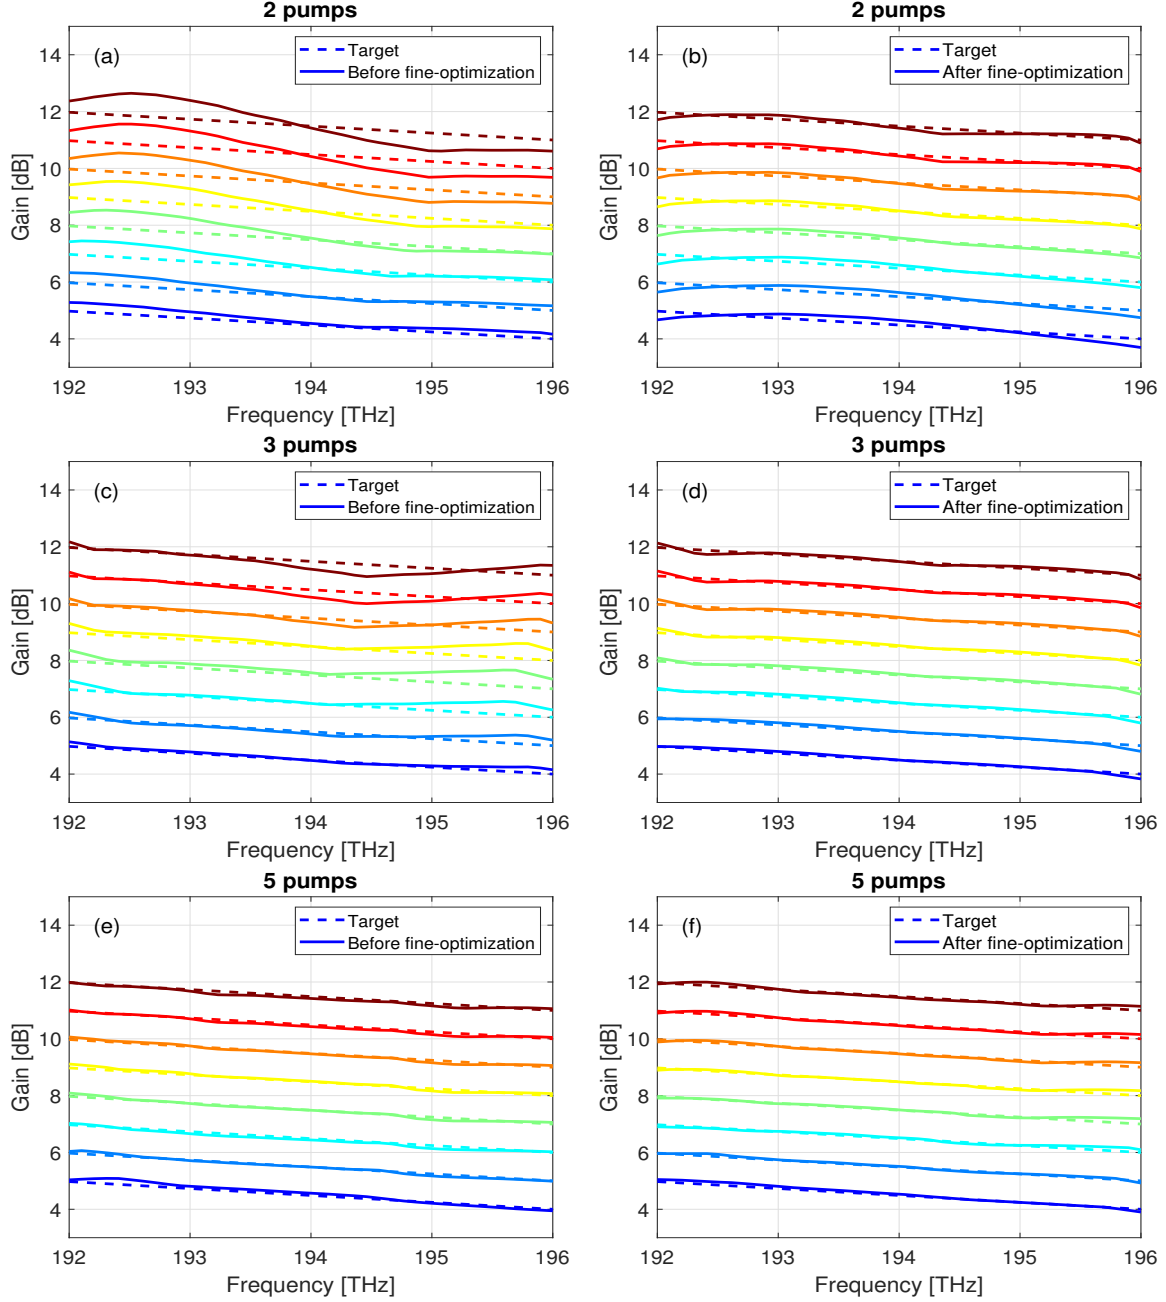 2 pumps
(a)
Target
Before fine-optimization
14
12
10
8
6
4
Gain [dB]
192 193 194 195 196
Frequency [THz]
2 pumps
(b)
Target
After fine-optimization
14
12
10
8
6
4
Gain [dB]
192 193 194 195 196
Frequency [THz]
3 pumps
(c)
Target
Before fine-optimization
14
12
10
8
6
4
Gain [dB]
192 193 194 195 196
Frequency [THz]
3 pumps
(d)
Target
After fine-optimization
14
12
10
8
6
4
Gain [dB]
192 193 194 195 196
Frequency [THz]
5 pumps
(e)
Target
Before fine-optimization
14
12
10
8
6
4
Gain [dB]
192 193 194 195 196
Frequency [THz]
5 pumps
(f)
Target
After fine-optimization
14
12
10
8
6
4
Gain [dB]
192 193 194 195 196
Frequency [THz]